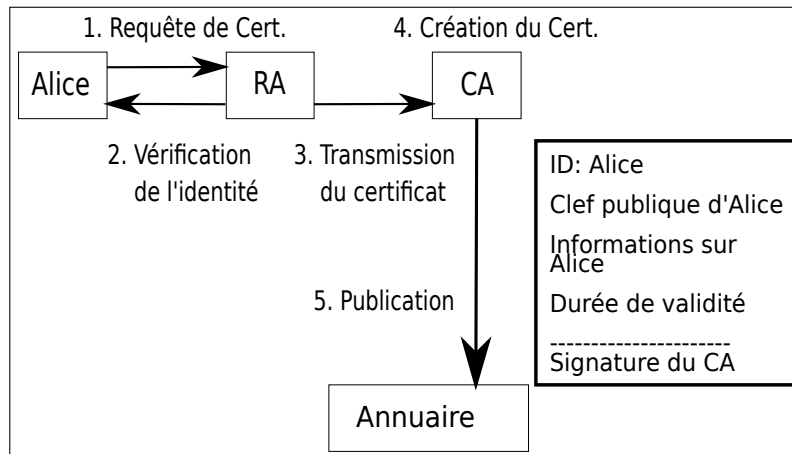 1. Requête de Cert.
4. Création du Cert.
Alice
RA
CA
2. Vérification
de l'identité
3. Transmission
du certificat
ID: Alice
Clef publique d'Alice
Informations sur
Alice
Durée de validité
----------------------
Signature du CA
5. Publication
Annuaire